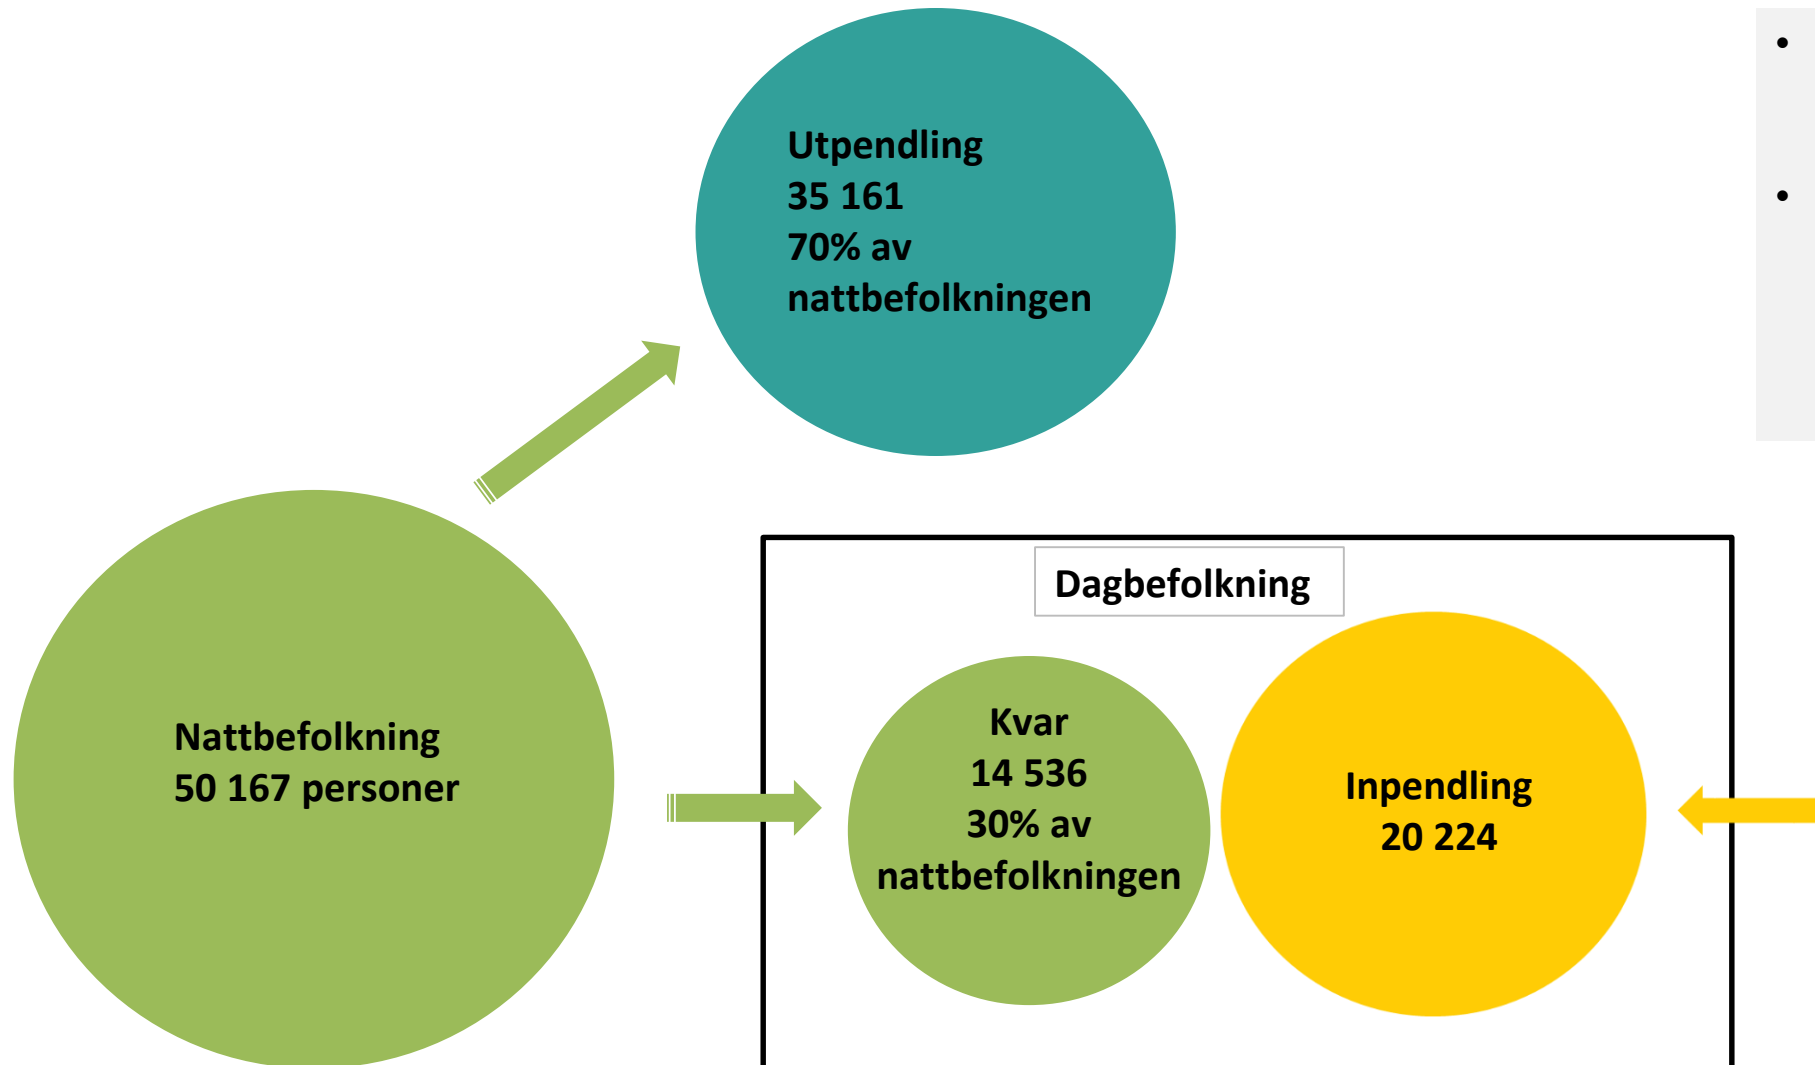 Utpendling
35 161
70% av
nattbefolkningen
Dagbefolkning
Nattbefolkning
50 167 personer
Kvar
14 536
30% av
nattbefolkningen
Inpendling
20 224